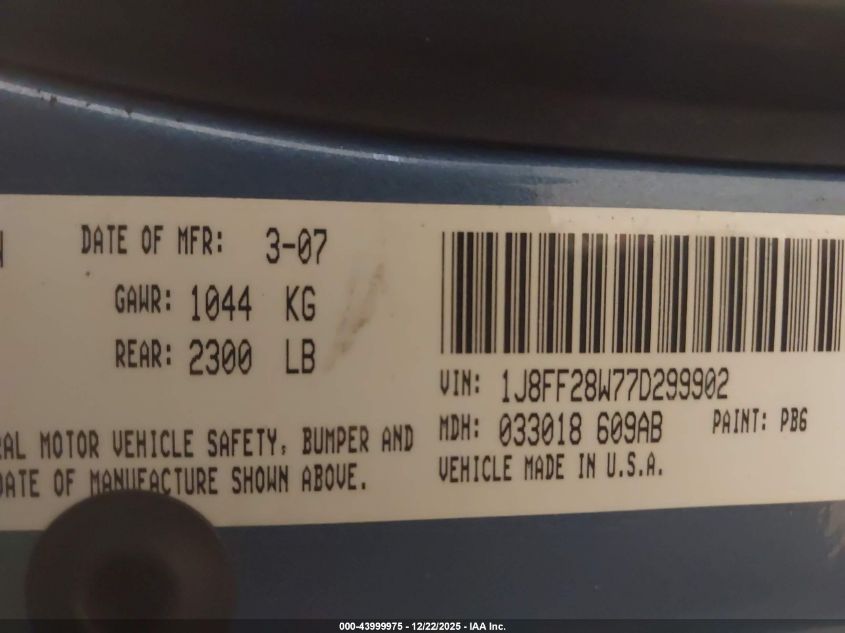 DATE OF MFR: 3-07
GAWR: 1044 KG
REAR: 2300 LB
RAL MOTOR VEHICLE SAFETY, BUMPER AND
DATE OF MANUFACTURE SHOWN ABOVE.
VIN: 1J8FF28W77D299902
MDH: 033018 609AB PAINT: PB6
VEHICLE MADE IN U.S.A.
000-43999975 - 12/22/2025 - IAA Inc.